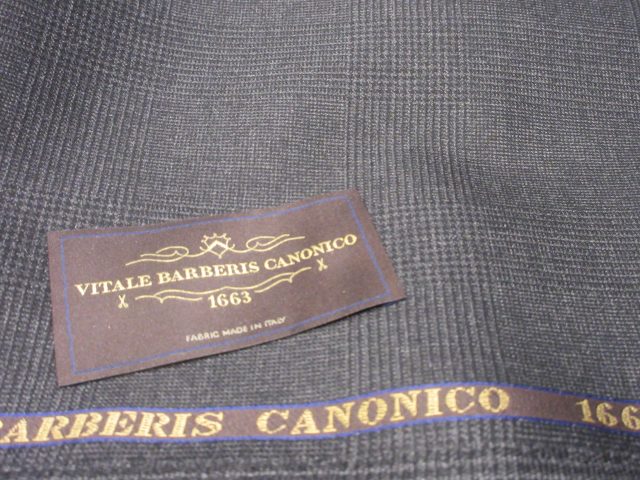 VITALE BARBERIS CANONICO
1663
FABRIC MADE IN ITALY
BARBERIS CANONICO 166